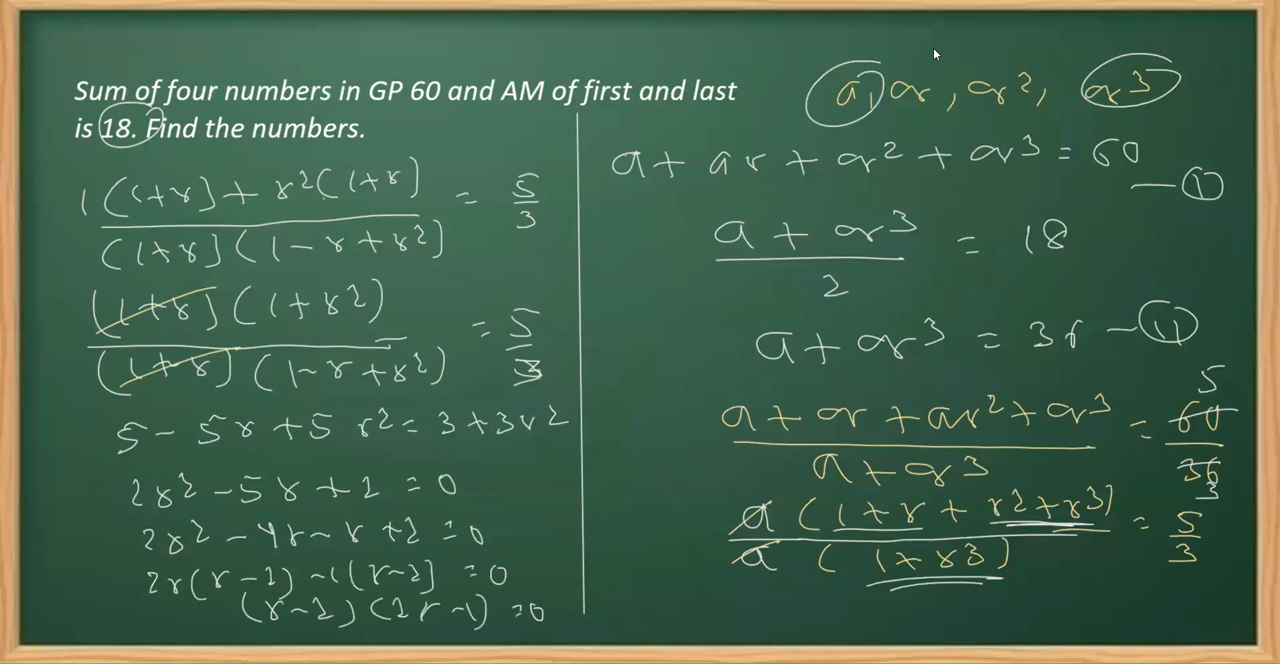 Sum of four numbers in GP 60 and AM of first and last
is 18. Find the numbers.
a, ar, ar2, ar3
a + ar + ar2 + ar3 = 60 — (1)
a + ar3
2
= 18
a + ar3 = 36 — (11)
a + ar + ar2 + ar3
a + ar3
= 60
36
5
3
a (1+r + r2+r3)
a (1+r3)
= 5
3
1(1+r) + r2(1+r)
(1+r)(1-r+r2)
= 5
3
(1+r)(1+r2)
(1+r)(1-r+r2)
= 5
3
5 - 5r + 5r2 = 3 + 3r2
2r2 - 5r + 2 = 0
2r2 - 4r - r + 2 = 0
2r(r-2) -1(r-2) = 0
(r-2)(2r-1) = 0